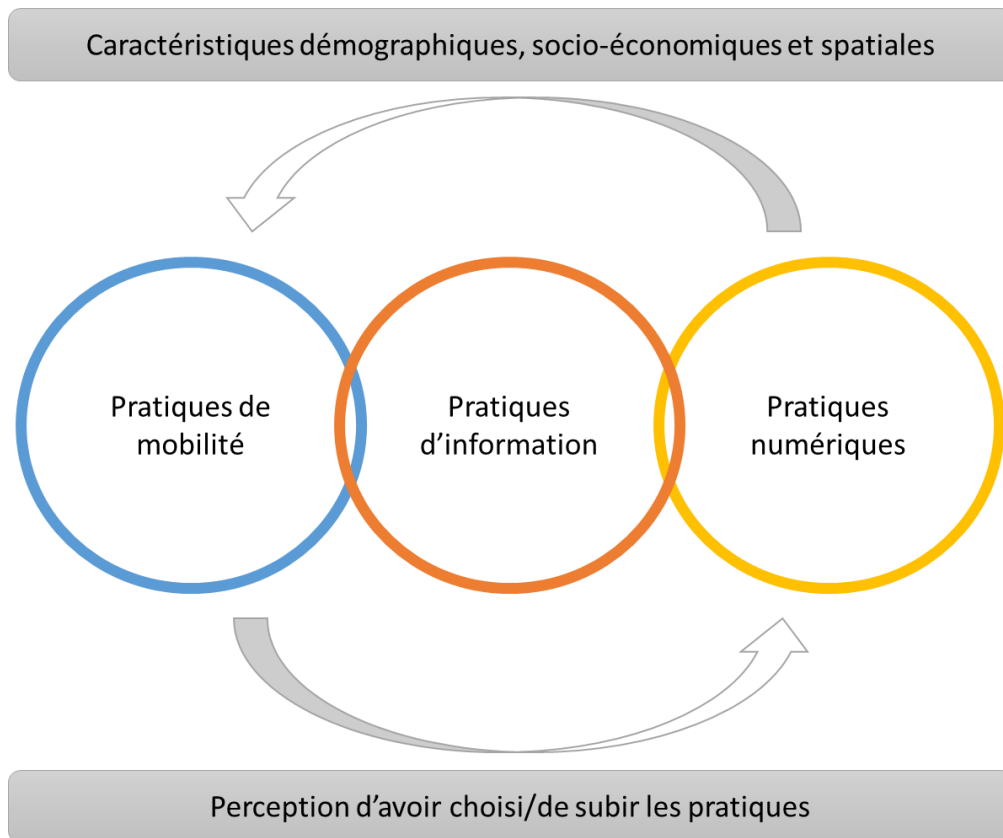 Caractéristiques démographiques, socio-économiques et spatiales
Pratiques de
mobilité
Pratiques
d'information
Pratiques
numériques
Perception d'avoir choisi/de subir les pratiques